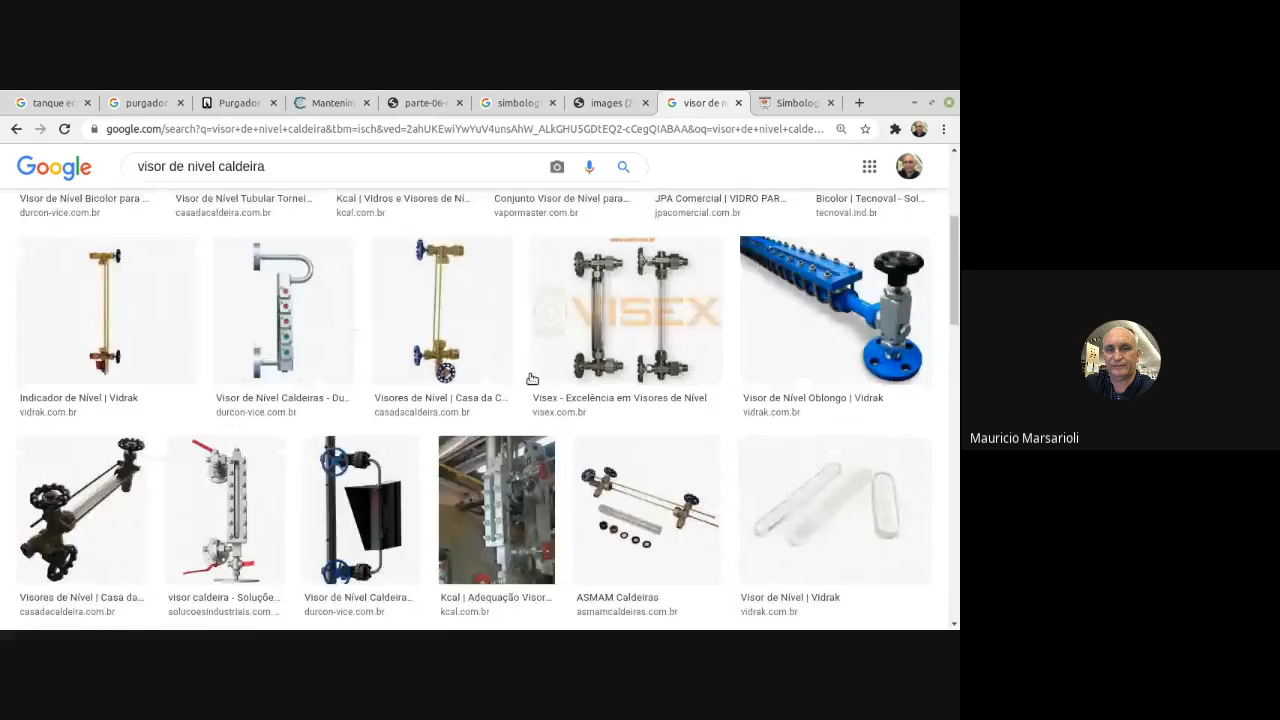 tanque ec
purgador
Purgador
Mantenim
parte-06-
simbolog
images (2
visor de n
Simbolog
google.com/search?q=visor+de+nivel+caldeira&tbm=isch&ved=2ahUKEwiYwYuV4unsAhW_ALkGHU5GDtEQ2-cCegQIABAA&oq=visor+de+nivel+calde...
Google
visor de nivel caldeira
Visor de Nível Bicolor para ...
Visor de Nível Tubular Tornei...
Kcal | Vidros e Visores de Ní...
Conjunto Visor de Nível para...
JPA Comercial | VIDRO PAR...
Bicolor | Tecnoval - Sol...
durcon-vice.com.br
casadacaldeira.com.br
kcal.com.br
vapormaster.com.br
jpacomercial.com.br
tecnoval.ind.br
VISEX
Indicador de Nível | Vidrak
Visor de Nível Caldeiras - Du...
Visores de Nível | Casa da C...
Visex - Excelência em Visores de Nível
Visor de Nível Oblongo | Vidrak
vidrak.com.br
durcon-vice.com.br
casadacaldeira.com.br
visex.com.br
vidrak.com.br
Mauricio Marsarioli
Visores de Nível | Casa da...
visor caldeira - Soluçõe...
Visor de Nível Caldeira...
Kcal | Adequação Visor...
ASMAM Caldeiras
Visor de Nível | Vidrak
casadacaldeira.com.br
solucoesindustriais.com....
durcon-vice.com.br
kcal.com.br
asmamcaldeiras.com.br
vidrak.com.br